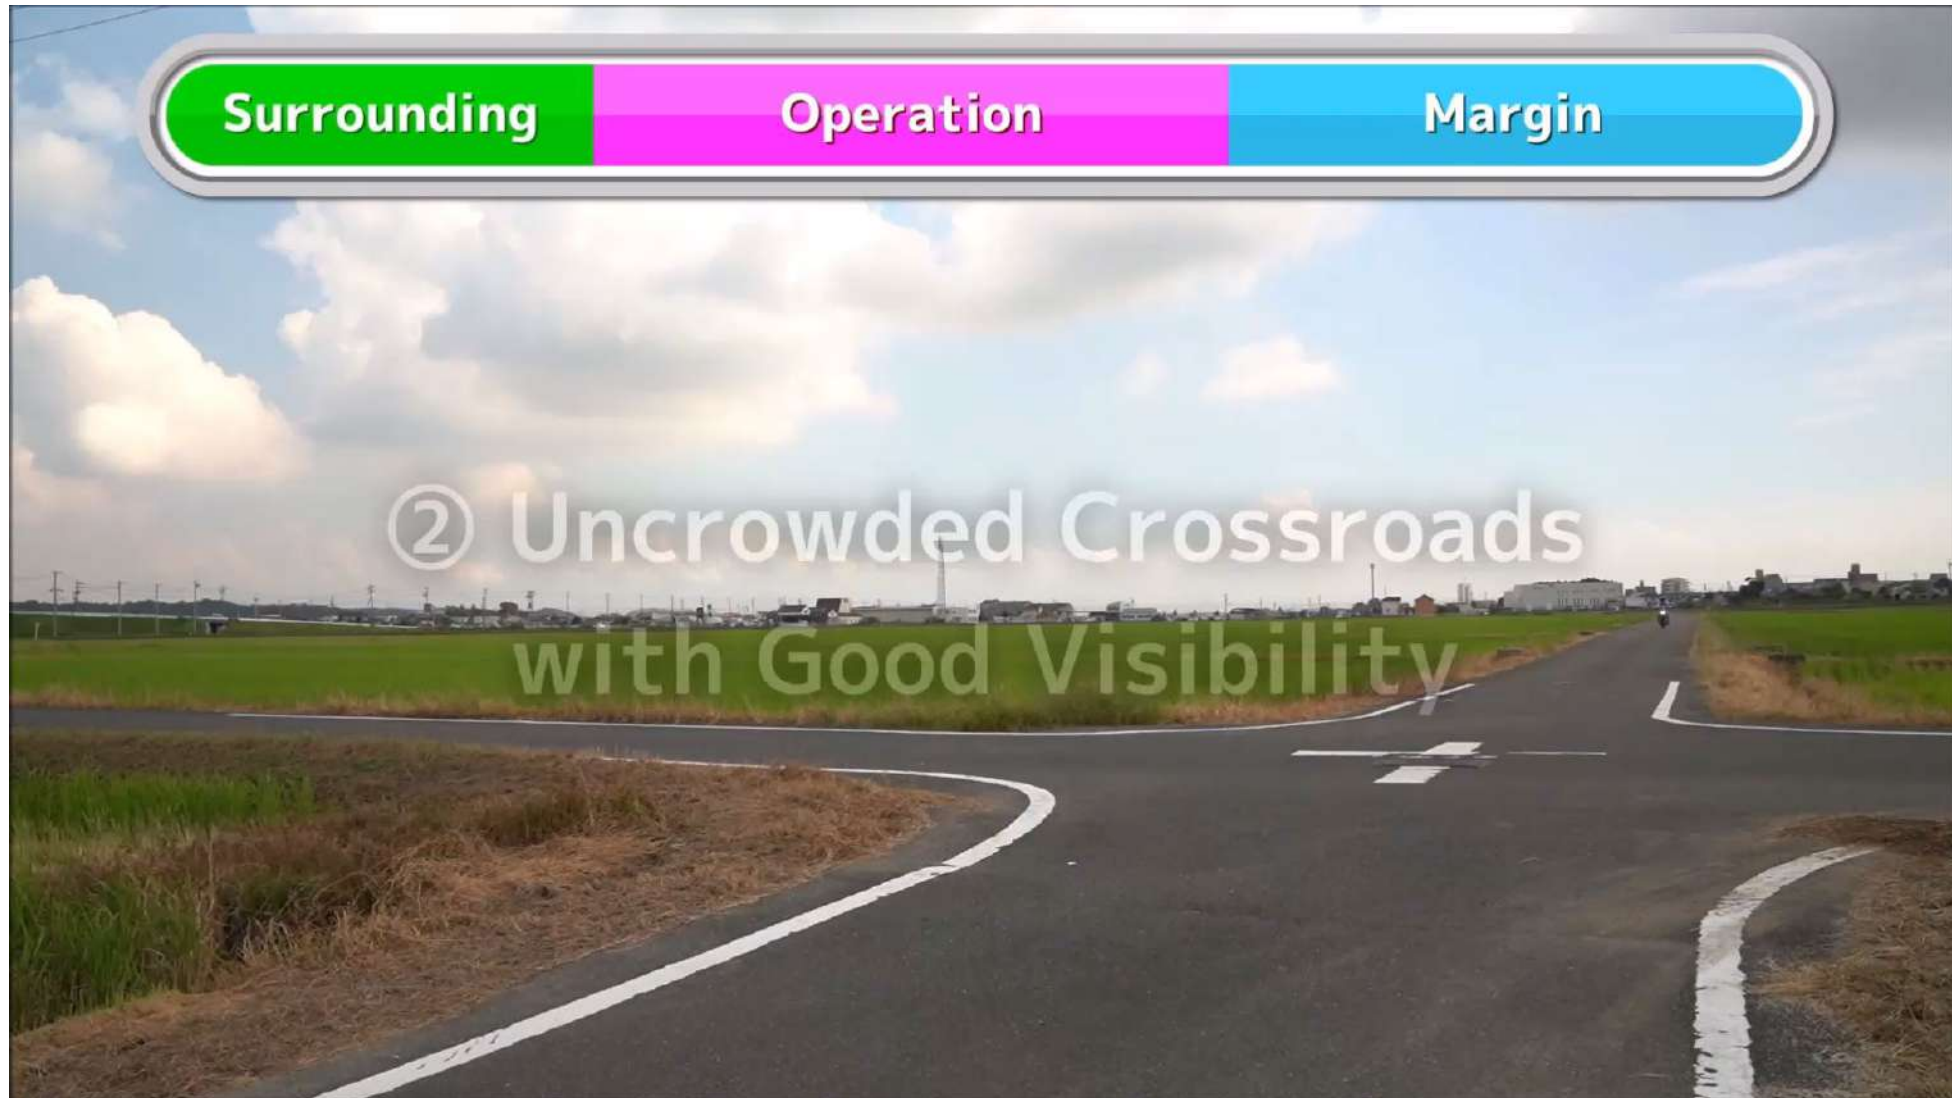 Surrounding Operation Margin
② Uncrowded Crossroads
with Good Visibility